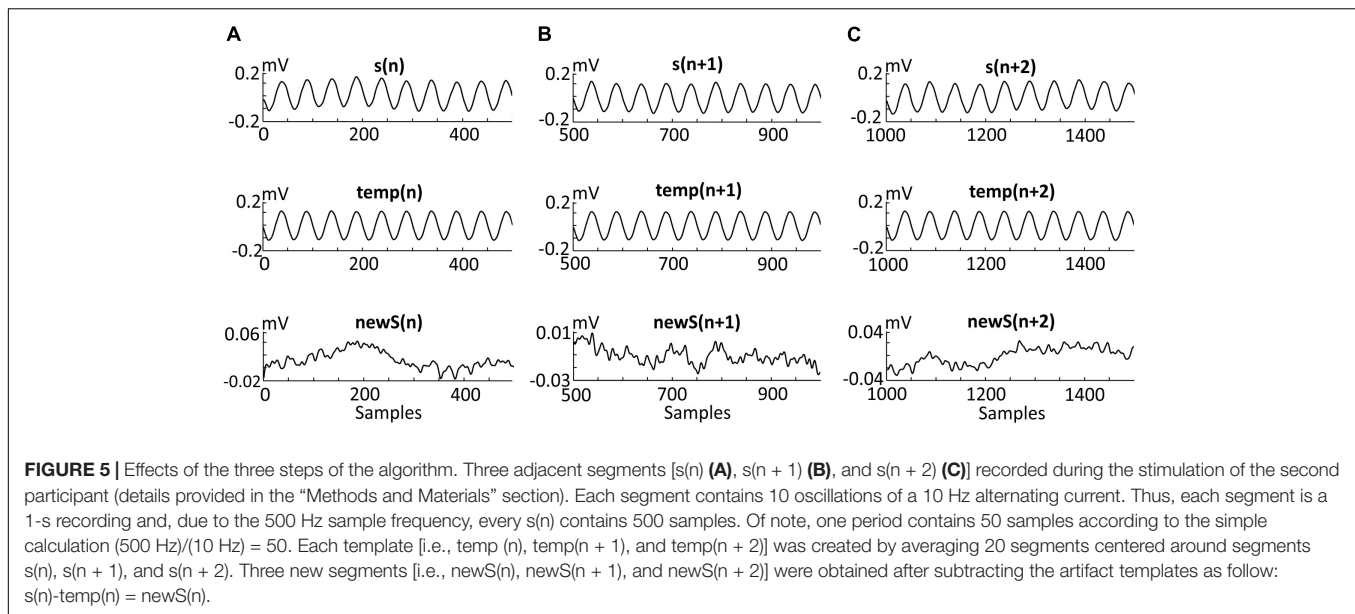 A
B
C
mV
s(n)
0.2
-0.2
0
200
400
mV
s(n+1)
0.2
-0.2
500
700
900
mV
s(n+2)
0.2
-0.2
1000
1200
1400
mV
temp(n)
0.2
-0.2
0
200
400
mV
temp(n+1)
0.2
-0.2
500
700
900
mV
temp(n+2)
0.2
-0.2
1000
1200
1400
mV
newS(n)
0.06
-0.02
0
200
400
Samples
mV
newS(n+1)
0.01
-0.03
500
700
900
Samples
mV
newS(n+2)
0.04
-0.04
1000
1200
1400
Samples
FIGURE 5 | Effects of the three steps of the algorithm. Three adjacent segments [s(n) (A), s(n + 1) (B), and s(n + 2) (C)] recorded during the stimulation of the second
participant (details provided in the “Methods and Materials” section). Each segment contains 10 oscillations of a 10 Hz alternating current. Thus, each segment is a
1-s recording and, due to the 500 Hz sample frequency, every s(n) contains 500 samples. Of note, one period contains 50 samples according to the simple
calculation (500 Hz)/(10 Hz) = 50. Each template [i.e., temp (n), temp(n + 1), and temp(n + 2)] was created by averaging 20 segments centered around segments
s(n), s(n + 1), and s(n + 2). Three new segments [i.e., newS(n), newS(n + 1), and newS(n + 2)] were obtained after subtracting the artifact templates as follow:
s(n)-temp(n) = newS(n).